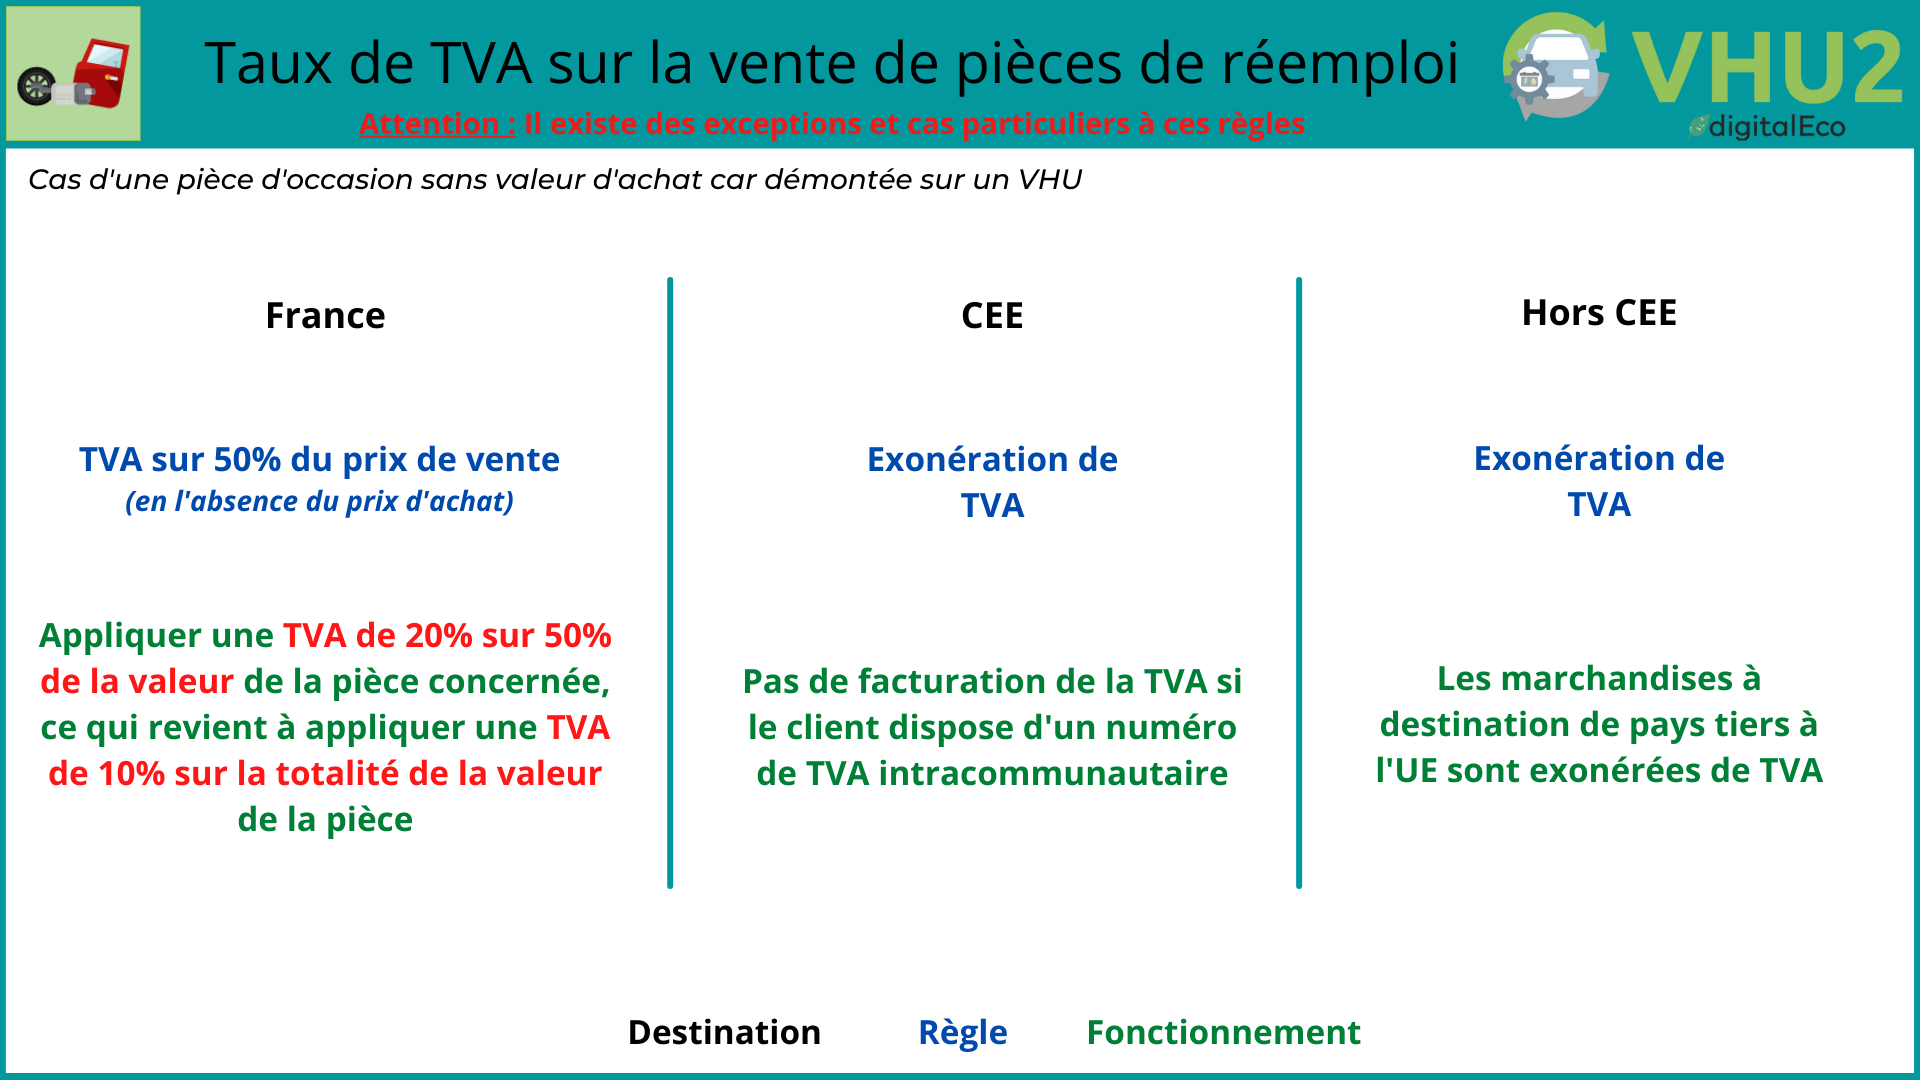 Taux de TVA sur la vente de pièces de réemploi
Attention : Il existe des exceptions et cas particuliers à ces règles
VHU2
digitalEco
Cas d'une pièce d'occasion sans valeur d'achat car démontée sur un VHU
France
TVA sur 50% du prix de vente
(en l'absence du prix d'achat)
Appliquer une TVA de 20% sur 50%
de la valeur de la pièce concernée,
ce qui revient à appliquer une TVA
de 10% sur la totalité de la valeur
de la pièce
CEE
Exonération de
TVA
Pas de facturation de la TVA si
le client dispose d'un numéro
de TVA intracommunautaire
Hors CEE
Exonération de
TVA
Les marchandises à
destination de pays tiers à
l'UE sont exonérées de TVA
Destination
Règle
Fonctionnement